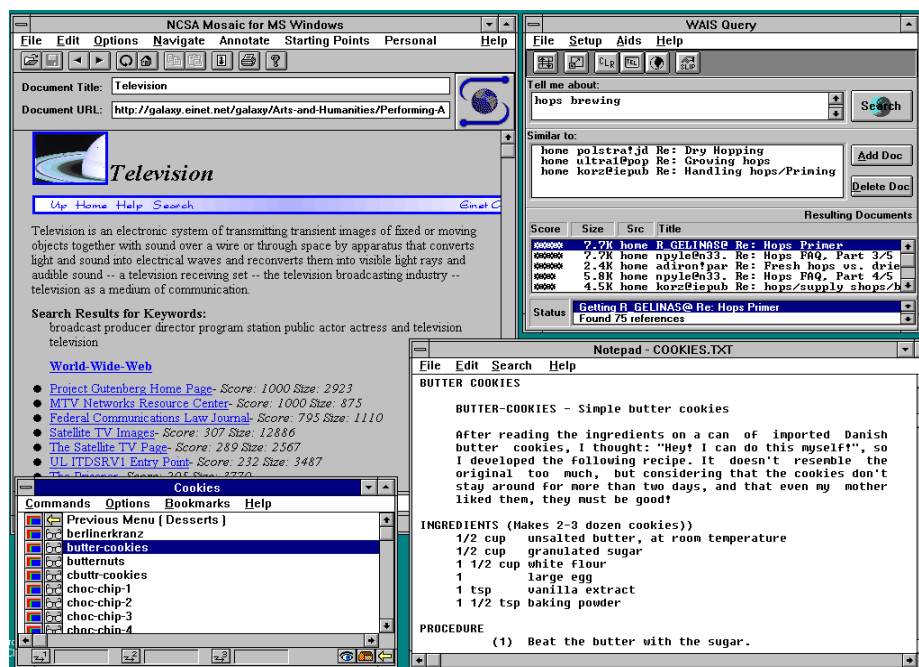 NCSA Mosaic for MS Windows
File Edit Options Navigate Annotate Starting Points Personal Help
Document Title: Television
Document URL: http://galaxy.einet.net/galaxy/Arts-and-Humanities/Performing-A
Television
Up Home Help Search Einet
Television is an electronic system of transmitting transient images of fixed or moving
objects together with sound over a wire or through space by apparatus that converts
light and sound into electrical waves and reconverts them into visible light rays and
audible sound -- a television receiving set -- the television broadcasting industry --
television as a medium of communication.
Search Results for Keywords:
broadcast producer director program station public actor actress and television
television
World-Wide-Web
Project Gutenberg Home Page- Score: 1000 Size: 2923
MTV Networks Resource Center- Score: 1000 Size: 875
Federal Communications Law Journal- Score: 795 Size: 1110
Satellite TV Images- Score: 307 Size: 12886
The Satellite TV Page- Score: 289 Size: 2567
UL ITDSRV1 Entry Point- Score: 232 Size: 3487
The Prisoner- Score: 205 Size: 3770
WAIS Query
File Setup Aids Help
CLR TEL SLIP
Tell me about:
hops brewing
Search
Similar to:
home polstra!jd Re: Dry Hopping
home ultra1@pop Re: Growing hops
home korz@iepub Re: Handling hops/Priming
Add Doc
Delete Doc
Resulting Documents
Score Size Src Title
7.7K home R_GELINAS@ Re: Hops Primer
7.7K home npyle@n33. Re: Hops FAQ, Part 3/5
2.4K home adiron!par Re: Fresh hops vs. drie
5.8K home npyle@n33. Re: Hops FAQ, Part 4/5
4.5K home korz@iepub Re: hops/supply shops/b
Status Getting R_GELINAS@ Re: Hops Primer
Found 75 references
Notepad - COOKIES.TXT
File Edit Search Help
BUTTER COOKIES
BUTTER-COOKIES - Simple butter cookies
After reading the ingredients on a can of imported Danish
butter cookies, I thought: "Hey! I can do this myself!", so
I developed the following recipe. It doesn't resemble the
original too much, but considering that the cookies don't
stay around for more than two days, and that even my mother
liked them, they must be good!
INGREDIENTS (Makes 2-3 dozen cookies))
1/2 cup unsalted butter, at room temperature
1/2 cup granulated sugar
1 1/2 cup white flour
1 large egg
1 tsp vanilla extract
1 1/2 tsp baking powder
PROCEDURE
(1) Beat the butter with the sugar.
Cookies
Commands Options Bookmarks Help
Previous Menu ( Desserts )
berlinerkranz
butter-cookies
butternuts
cbuttr-cookies
choc-chip-1
choc-chip-2
choc-chip-3
choc-chip-4